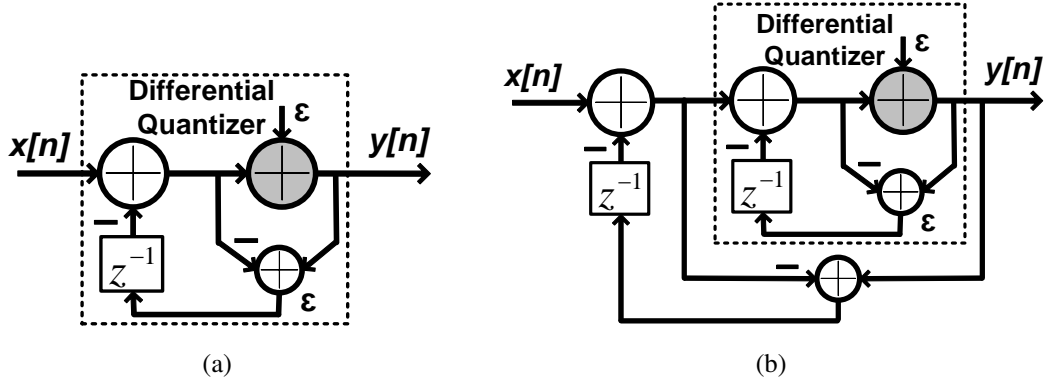 Differential
Quantizer
ε
x[n]
y[n]
−
−
z⁻¹
ε
(a)
Differential
Quantizer
ε
x[n]
y[n]
−
−
−
z⁻¹
z⁻¹
ε
−
(b)